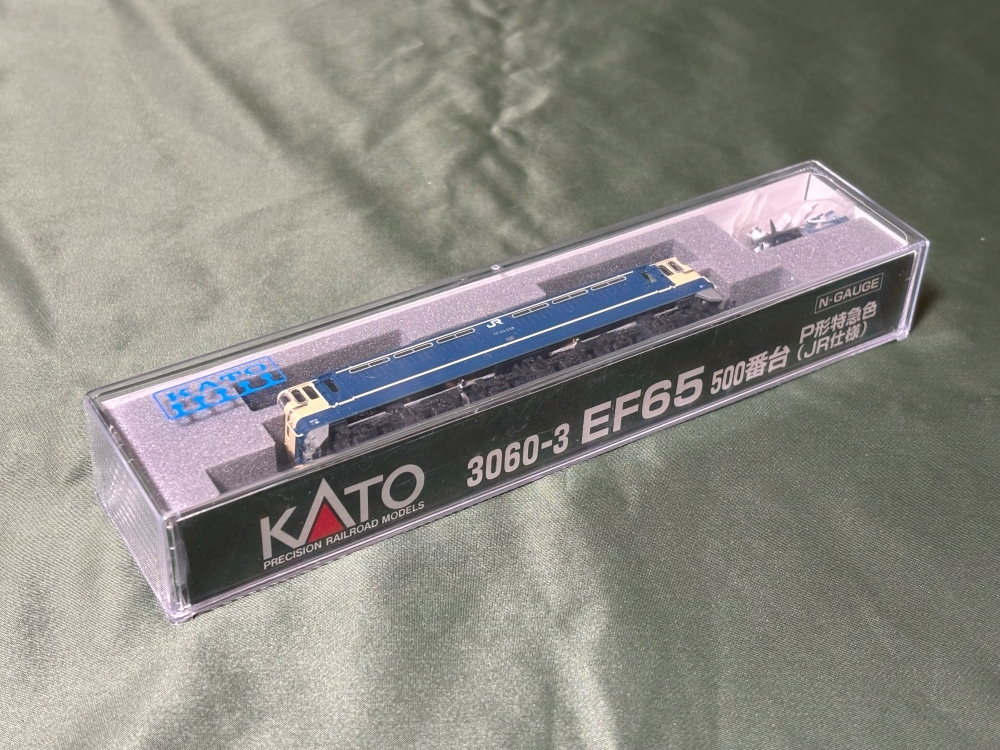 KATO
JR
KATO
PRECISION RAILROAD MODELS
3060-3 EF65 500番台
P形特急色
(JR仕様)
N-GAUGE